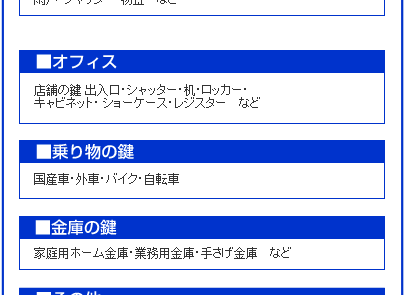 ■オフィス
店舗の鍵 出入口･シャッター･机･ロッカー･
キャビネット･ショーケース･レジスター　など
■乗り物の鍵
国産車･外車･バイク･自転車
■金庫の鍵
家庭用ホーム金庫･業務用金庫･手さげ金庫　など